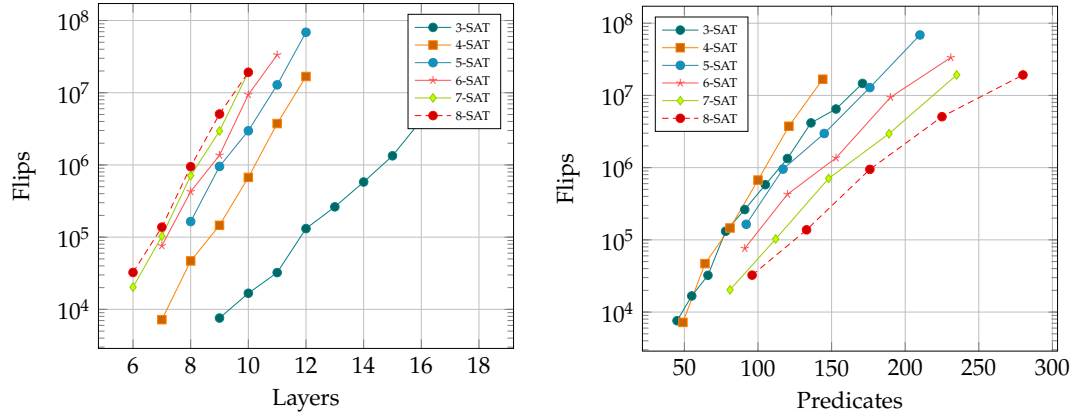 10^8
10^7
10^6
10^5
10^4
Flips
6 8 10 12 14 16 18
Layers
3-SAT
4-SAT
5-SAT
6-SAT
7-SAT
8-SAT
10^8
10^7
10^6
10^5
10^4
Flips
50 100 150 200 250 300
Predicates
3-SAT
4-SAT
5-SAT
6-SAT
7-SAT
8-SAT